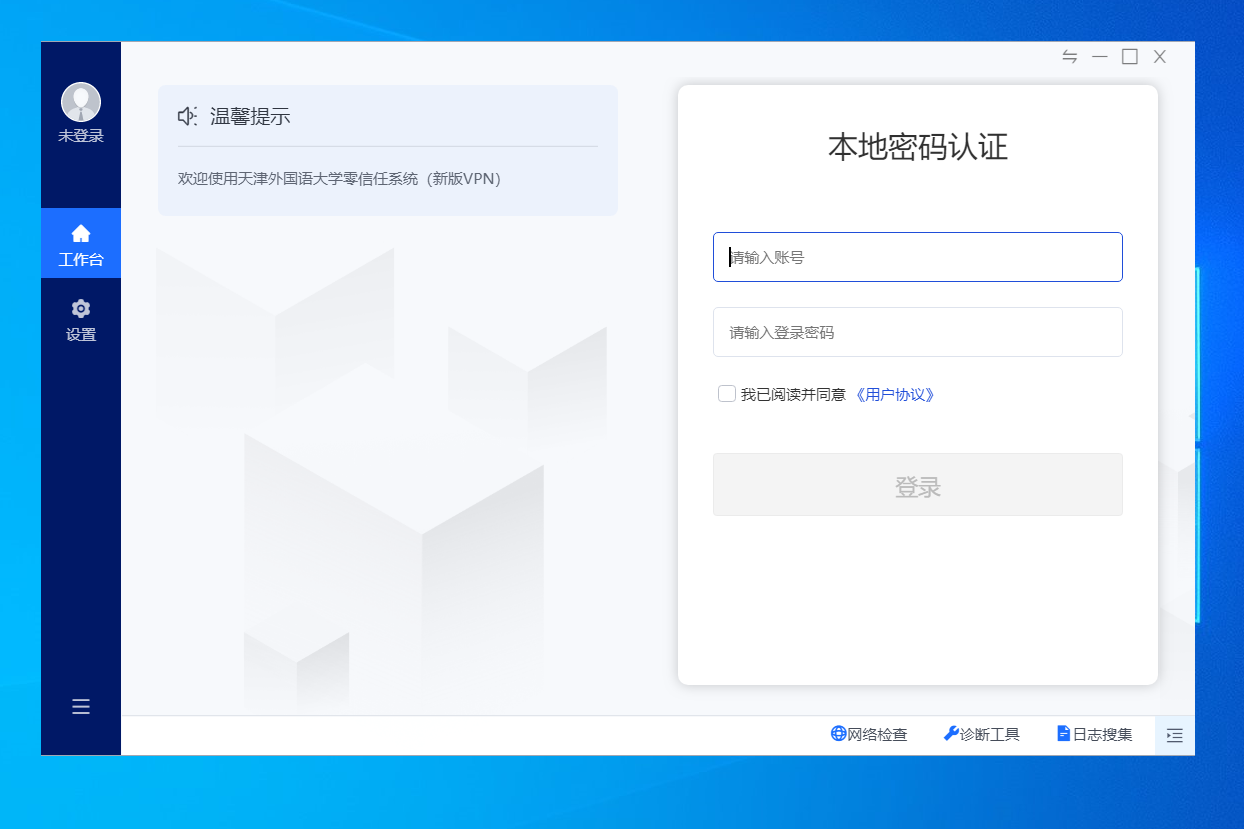 未登录
工作台
设置
温馨提示
欢迎使用天津外国语大学零信任系统（新版VPN）
本地密码认证
请输入账号
请输入登录密码
我已阅读并同意 《用户协议》
登录
网络检查 诊断工具 日志搜集